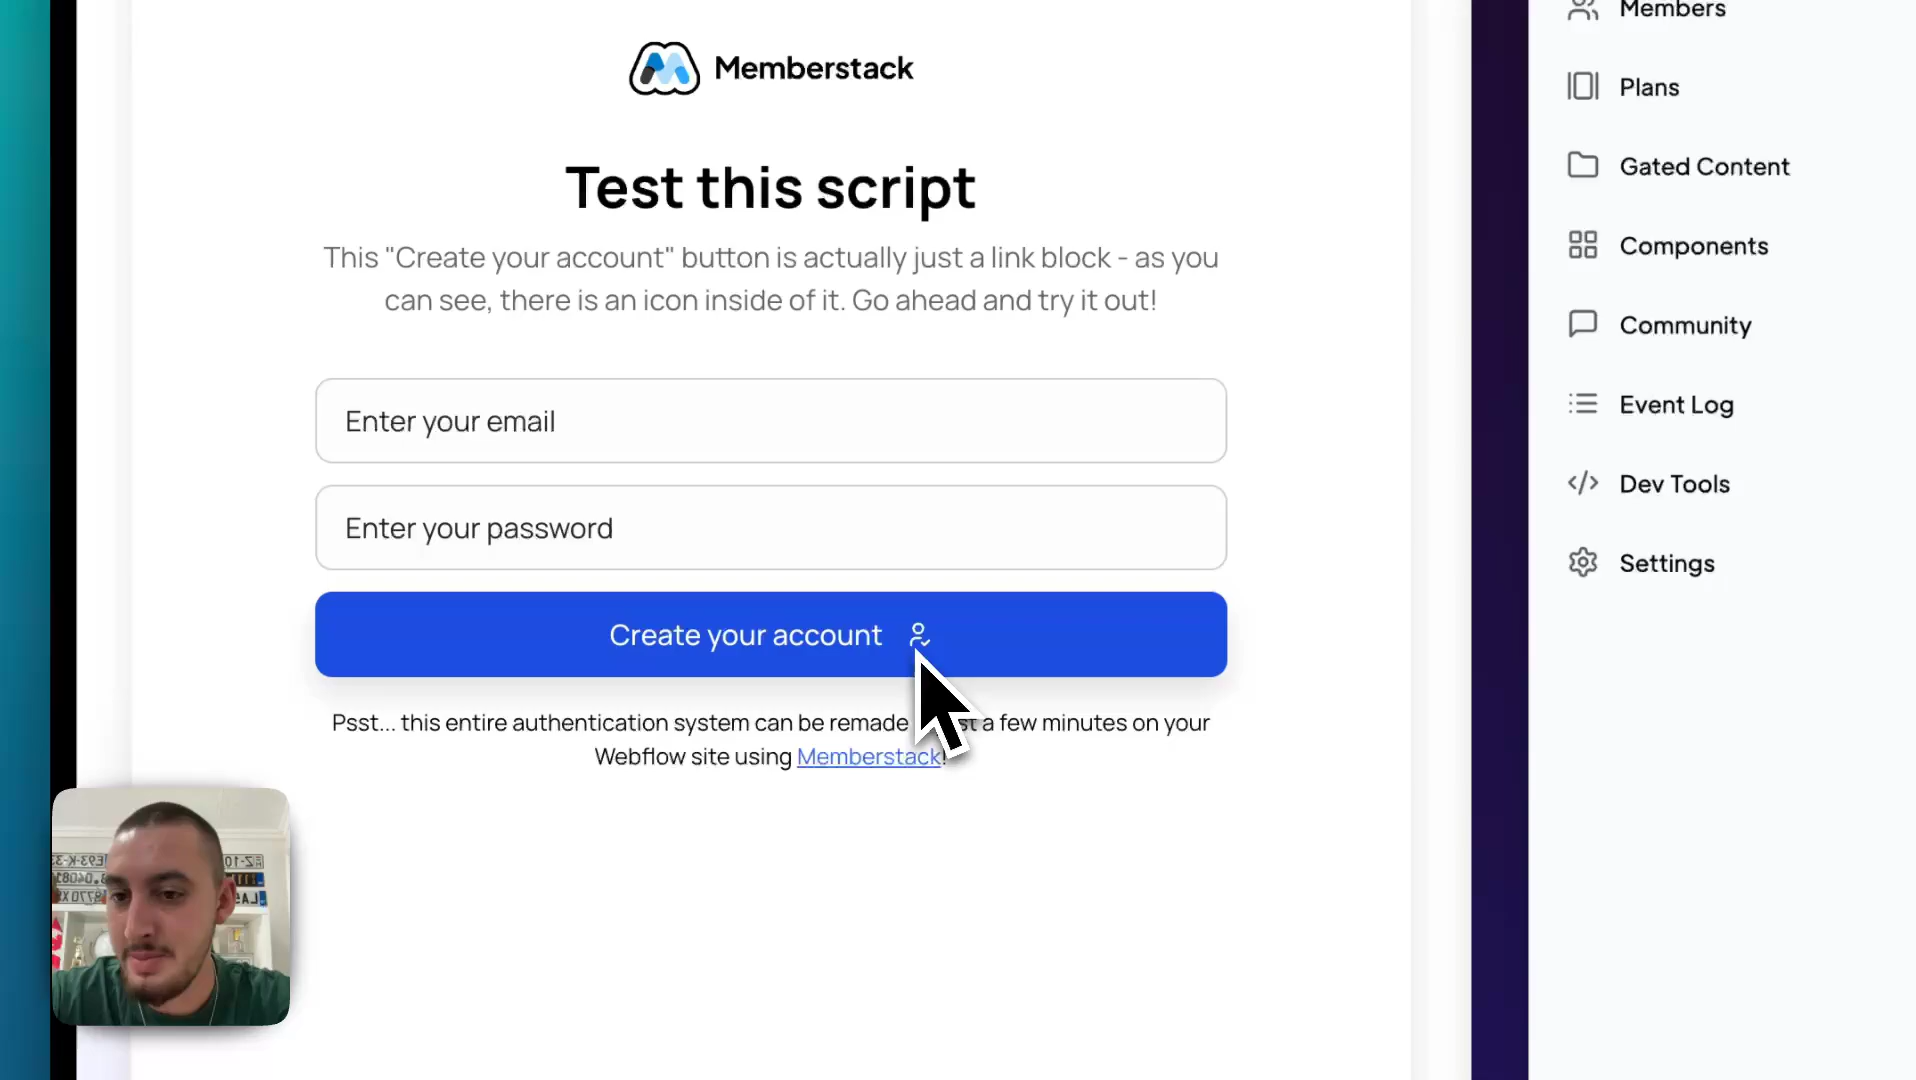 Memberstack
Test this script
This "Create your account" button is actually just a link block - as you
can see, there is an icon inside of it. Go ahead and try it out!
Enter your email
Enter your password
Create your account
Psst... this entire authentication system can be remade a few minutes on your
Webflow site using Memberstack!
Members
Plans
Gated Content
Components
Community
Event Log
Dev Tools
Settings